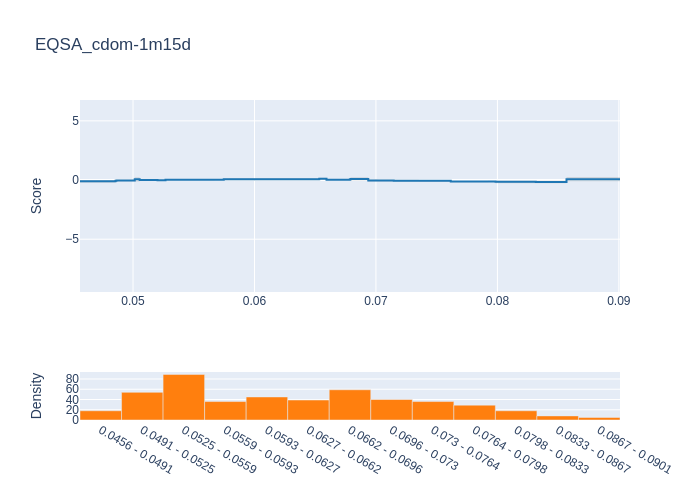 EQSA_cdom-1m15d
Score
5
0
−5
0.05 0.06 0.07 0.08 0.09
Density
80
60
40
20
0
0.0456 - 0.0491
0.0491 - 0.0525
0.0525 - 0.0559
0.0559 - 0.0593
0.0593 - 0.0627
0.0627 - 0.0662
0.0662 - 0.0696
0.0696 - 0.073
0.073 - 0.0764
0.0764 - 0.0798
0.0798 - 0.0833
0.0833 - 0.0867
0.0867 - 0.0901